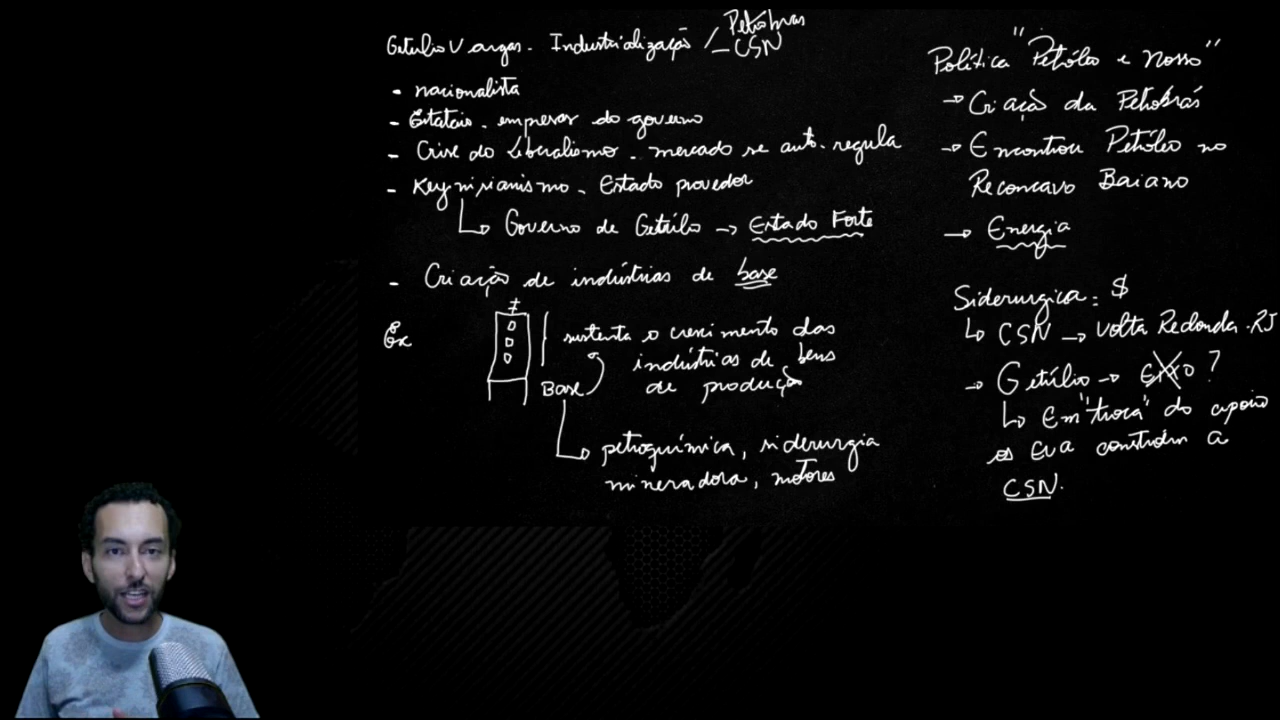 Getulio Vargas - Industrialização / Petrobras
- CSN
- nacionalista
- Estatais - empresas do governo
- Crise do Liberalismo - mercado se auto-regula
- Keynisianismo - Estado provedor
↳ Governo de Getúlio → Estado Forte
- Criação de indústrias de base
Ex
sustenta o crescimento das
indústrias de bens
de produção
Base
↳ petroquímica, siderurgia
mineradora, motores
Política "Petróleo é Nosso"
→ Criação da Petrobrás
→ Encontrou Petróleo no
Reconcavo Baiano
→ Energia
Siderurgica: $
↳ CSN → Volta Redonda-RJ
→ Getúlio → Eixo?
↳ Em "troca" do apoio
os EUA constroem a
CSN.